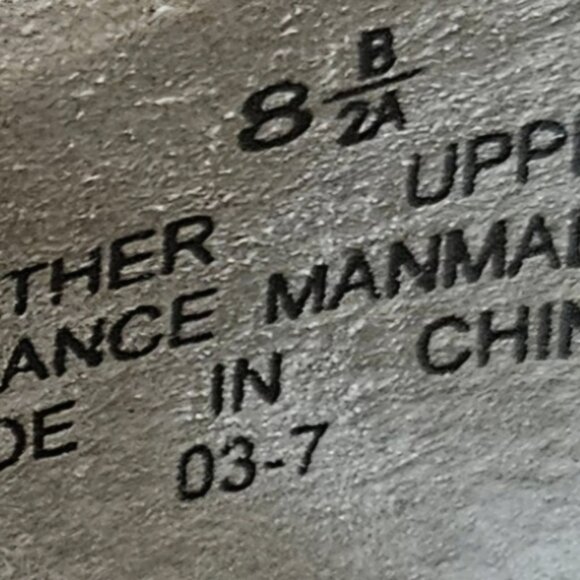 8 B/2A
THER UPP
ANCE MANMA
DE IN CHIN
03-7